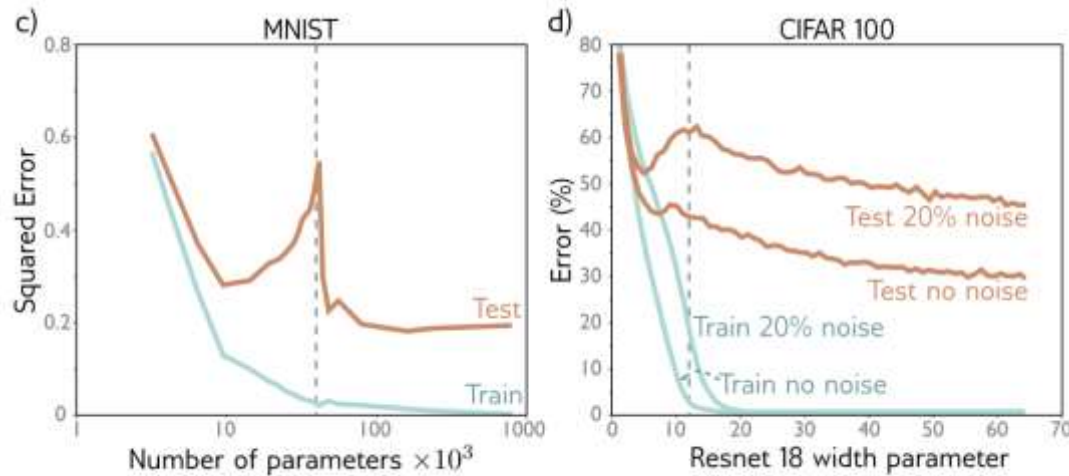 c)
MNIST
0.8
0.6
0.4
0.2
0
Squared Error
Test
Train
1
10
100
1000
Number of parameters ×10³
d)
CIFAR 100
80
70
60
50
40
30
20
10
0
Error (%)
Test 20% noise
Test no noise
Train 20% noise
Train no noise
0
10
20
30
40
50
60
70
Resnet 18 width parameter